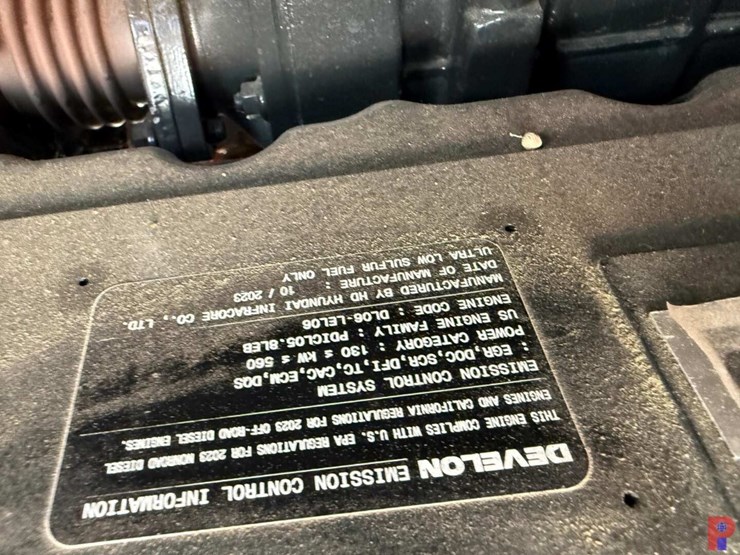 DEVELON EMISSION CONTROL INFORMATION
THIS ENGINE COMPLIES WITH U.S. EPA REGULATIONS FOR 2023 NONROAD DIESEL
ENGINES AND CALIFORNIA REGULATIONS FOR 2023 OFF-ROAD DIESEL ENGINES.
EMISSION CONTROL SYSTEM
: EGR,DOC,SCR,DFI,TC,CAC,ECM,DQS
POWER CATEGORY : 130 ≤ kW ≤ 560
US ENGINE FAMILY : PDICL05.8LEB
ENGINE CODE : DL06-LEL06
MANUFACTURED BY HD HYUNDAI INFRACORE CO., LTD.
DATE OF MANUFACTURE : 10 / 2023
ULTRA LOW SULFUR FUEL ONLY